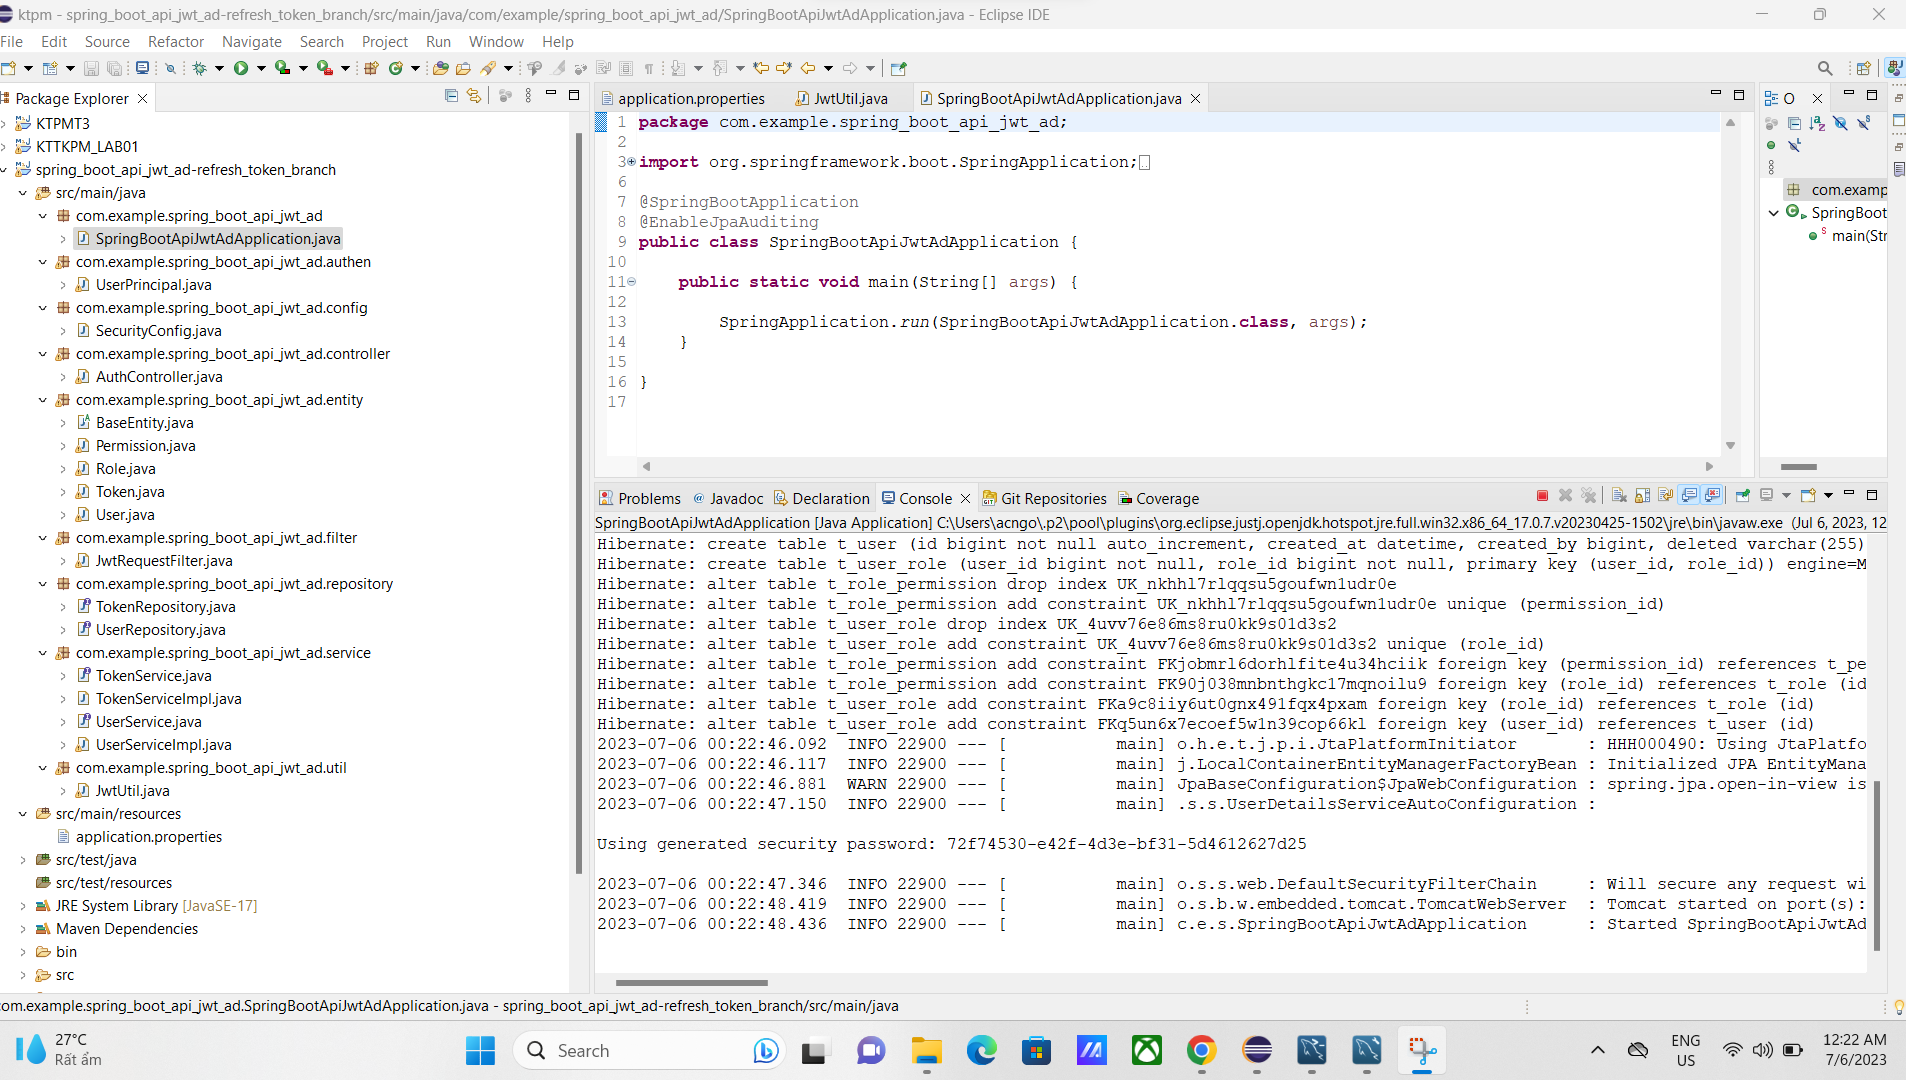 ktpm - spring_boot_api_jwt_ad-refresh_token_branch/src/main/java/com/example/spring_boot_api_jwt_ad/SpringBootApiJwtAdApplication.java - Eclipse IDE
File Edit Source Refactor Navigate Search Project Run Window Help
Package Explorer
KTPMT3
KTTKPM_LAB01
spring_boot_api_jwt_ad-refresh_token_branch
src/main/java
com.example.spring_boot_api_jwt_ad
SpringBootApiJwtAdApplication.java
com.example.spring_boot_api_jwt_ad.authen
UserPrincipal.java
com.example.spring_boot_api_jwt_ad.config
SecurityConfig.java
com.example.spring_boot_api_jwt_ad.controller
AuthController.java
com.example.spring_boot_api_jwt_ad.entity
BaseEntity.java
Permission.java
Role.java
Token.java
User.java
com.example.spring_boot_api_jwt_ad.filter
JwtRequestFilter.java
com.example.spring_boot_api_jwt_ad.repository
TokenRepository.java
UserRepository.java
com.example.spring_boot_api_jwt_ad.service
TokenService.java
TokenServiceImpl.java
UserService.java
UserServiceImpl.java
com.example.spring_boot_api_jwt_ad.util
JwtUtil.java
src/main/resources
application.properties
src/test/java
src/test/resources
JRE System Library [JavaSE-17]
Maven Dependencies
bin
src
application.properties JwtUtil.java SpringBootApiJwtAdApplication.java
1 package com.example.spring_boot_api_jwt_ad;
2
3 import org.springframework.boot.SpringApplication;
6
7 @SpringBootApplication
8 @EnableJpaAuditing
9 public class SpringBootApiJwtAdApplication {
10
11 public static void main(String[] args) {
12
13 SpringApplication.run(SpringBootApiJwtAdApplication.class, args);
14 }
15
16 }
17
O
com.examp
SpringBoot
main(Str
Problems Javadoc Declaration Console Git Repositories Coverage
SpringBootApiJwtAdApplication [Java Application] C:\Users\acngo\.p2\pool\plugins\org.eclipse.justj.openjdk.hotspot.jre.full.win32.x86_64_17.0.7.v20230425-1502\jre\bin\javaw.exe (Jul 6, 2023, 12
Hibernate: create table t_user (id bigint not null auto_increment, created_at datetime, created_by bigint, deleted varchar(255)
Hibernate: create table t_user_role (user_id bigint not null, role_id bigint not null, primary key (user_id, role_id)) engine=M
Hibernate: alter table t_role_permission drop index UK_nkhhl7rlqqsu5goufwn1udr0e
Hibernate: alter table t_role_permission add constraint UK_nkhhl7rlqqsu5goufwn1udr0e unique (permission_id)
Hibernate: alter table t_user_role drop index UK_4uvv76e86ms8ru0kk9s01d3s2
Hibernate: alter table t_user_role add constraint UK_4uvv76e86ms8ru0kk9s01d3s2 unique (role_id)
Hibernate: alter table t_role_permission add constraint FKjobmrl6dorhlfite4u34hciik foreign key (permission_id) references t_pe
Hibernate: alter table t_role_permission add constraint FK90j038mnbnthgkc17mqnoilu9 foreign key (role_id) references t_role (id
Hibernate: alter table t_user_role add constraint FKa9c8iiy6ut0gnx491fqx4pxam foreign key (role_id) references t_role (id)
Hibernate: alter table t_user_role add constraint FKq5un6x7ecoef5w1n39cop66kl foreign key (user_id) references t_user (id)
2023-07-06 00:22:46.092 INFO 22900 --- [ main] o.h.e.t.j.p.i.JtaPlatformInitiator : HHH000490: Using JtaPlatfo
2023-07-06 00:22:46.117 INFO 22900 --- [ main] j.LocalContainerEntityManagerFactoryBean : Initialized JPA EntityMana
2023-07-06 00:22:46.881 WARN 22900 --- [ main] JpaBaseConfiguration$JpaWebConfiguration : spring.jpa.open-in-view is
2023-07-06 00:22:47.150 INFO 22900 --- [ main] .s.s.UserDetailsServiceAutoConfiguration :
Using generated security password: 72f74530-e42f-4d3e-bf31-5d4612627d25
2023-07-06 00:22:47.346 INFO 22900 --- [ main] o.s.s.web.DefaultSecurityFilterChain : Will secure any request wi
2023-07-06 00:22:48.419 INFO 22900 --- [ main] o.s.b.w.embedded.tomcat.TomcatWebServer : Tomcat started on port(s):
2023-07-06 00:22:48.436 INFO 22900 --- [ main] c.e.s.SpringBootApiJwtAdApplication : Started SpringBootApiJwtAd
com.example.spring_boot_api_jwt_ad.SpringBootApiJwtAdApplication.java - spring_boot_api_jwt_ad-refresh_token_branch/src/main/java
27°C
Rất ẩm
Search
ENG
US
12:22 AM
7/6/2023